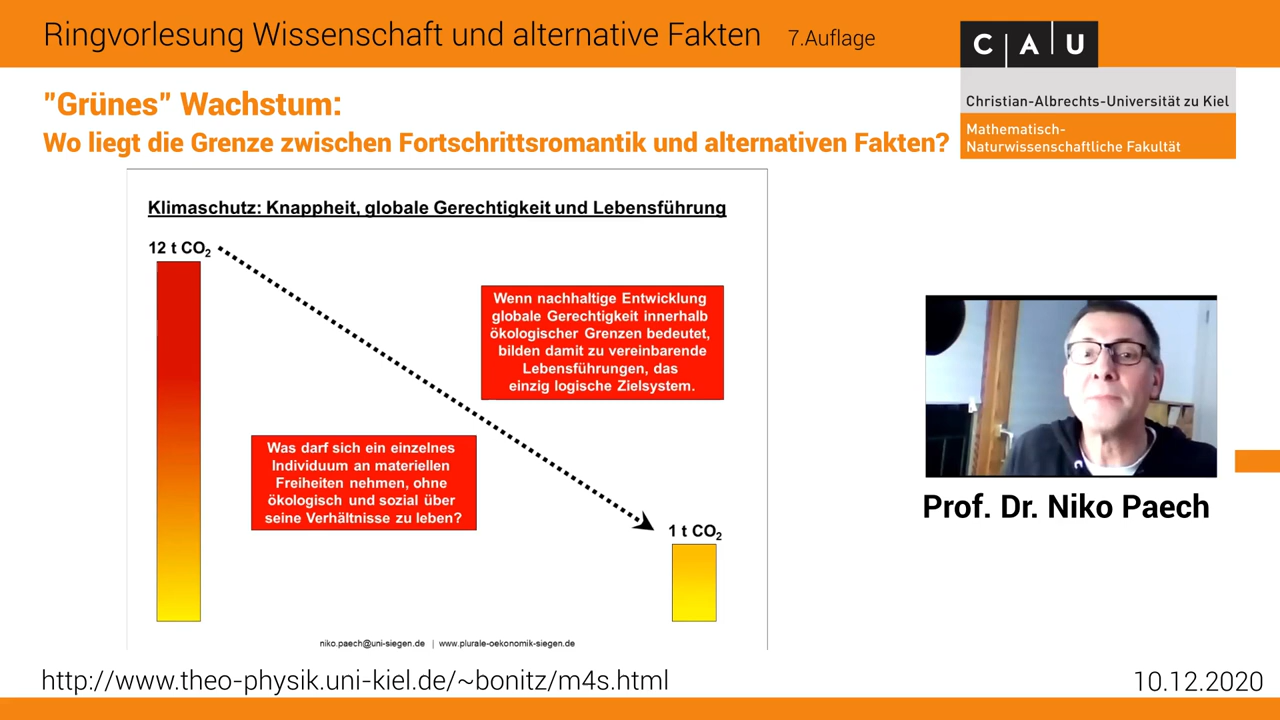 Ringvorlesung Wissenschaft und alternative Fakten 7.Auflage
C A U
Christian-Albrechts-Universität zu Kiel
Mathematisch-
Naturwissenschaftliche Fakultät
"Grünes" Wachstum:
Wo liegt die Grenze zwischen Fortschrittsromantik und alternativen Fakten?
Klimaschutz: Knappheit, globale Gerechtigkeit und Lebensführung
12 t CO₂
Wenn nachhaltige Entwicklung
globale Gerechtigkeit innerhalb
ökologischer Grenzen bedeutet,
bilden damit zu vereinbarende
Lebensführungen, das
einzig logische Zielsystem.
Was darf sich ein einzelnes
Individuum an materiellen
Freiheiten nehmen, ohne
ökologisch und sozial über
seine Verhältnisse zu leben?
1 t CO₂
niko.paech@uni-siegen.de | www.plurale-oekonomik-siegen.de
Prof. Dr. Niko Paech
http://www.theo-physik.uni-kiel.de/~bonitz/m4s.html
10.12.2020